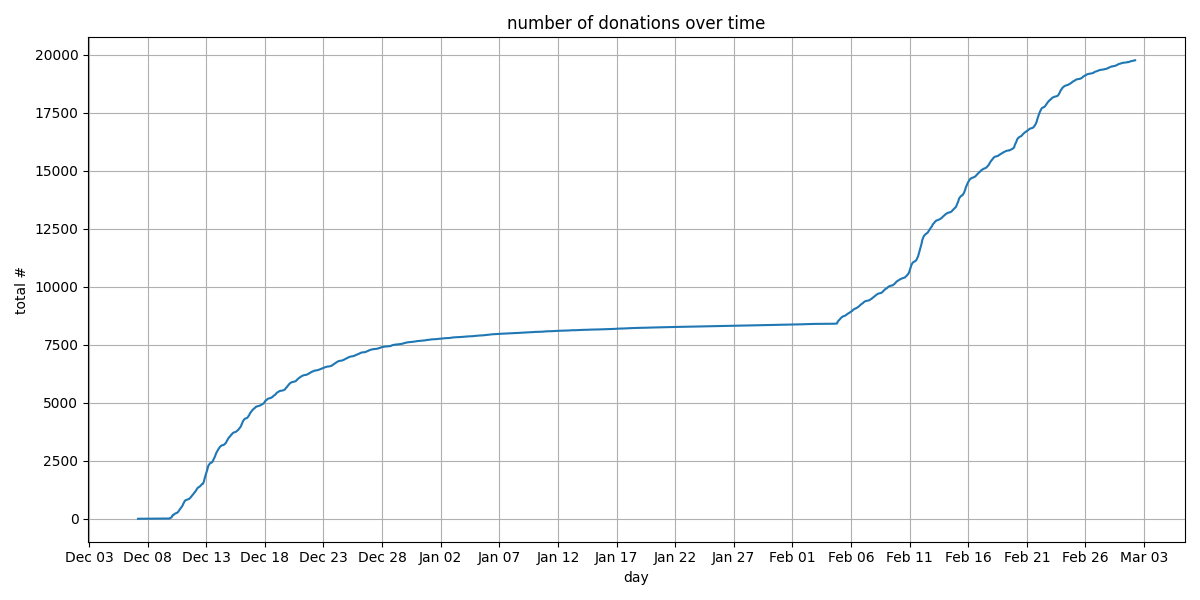 number of donations over time
total #
20000
17500
15000
12500
10000
7500
5000
2500
0
Dec 03 Dec 08 Dec 13 Dec 18 Dec 23 Dec 28 Jan 02 Jan 07 Jan 12 Jan 17 Jan 22 Jan 27 Feb 01 Feb 06 Feb 11 Feb 16 Feb 21 Feb 26 Mar 03
day